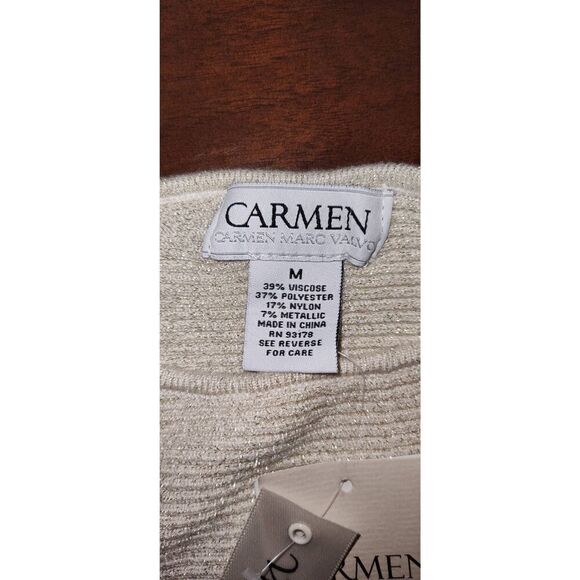 CARMEN
CARMEN MARC VALVO
M
39% VISCOSE
37% POLYESTER
17% NYLON
7% METALLIC
MADE IN CHINA
RN 93178
SEE REVERSE
FOR CARE
RMEN